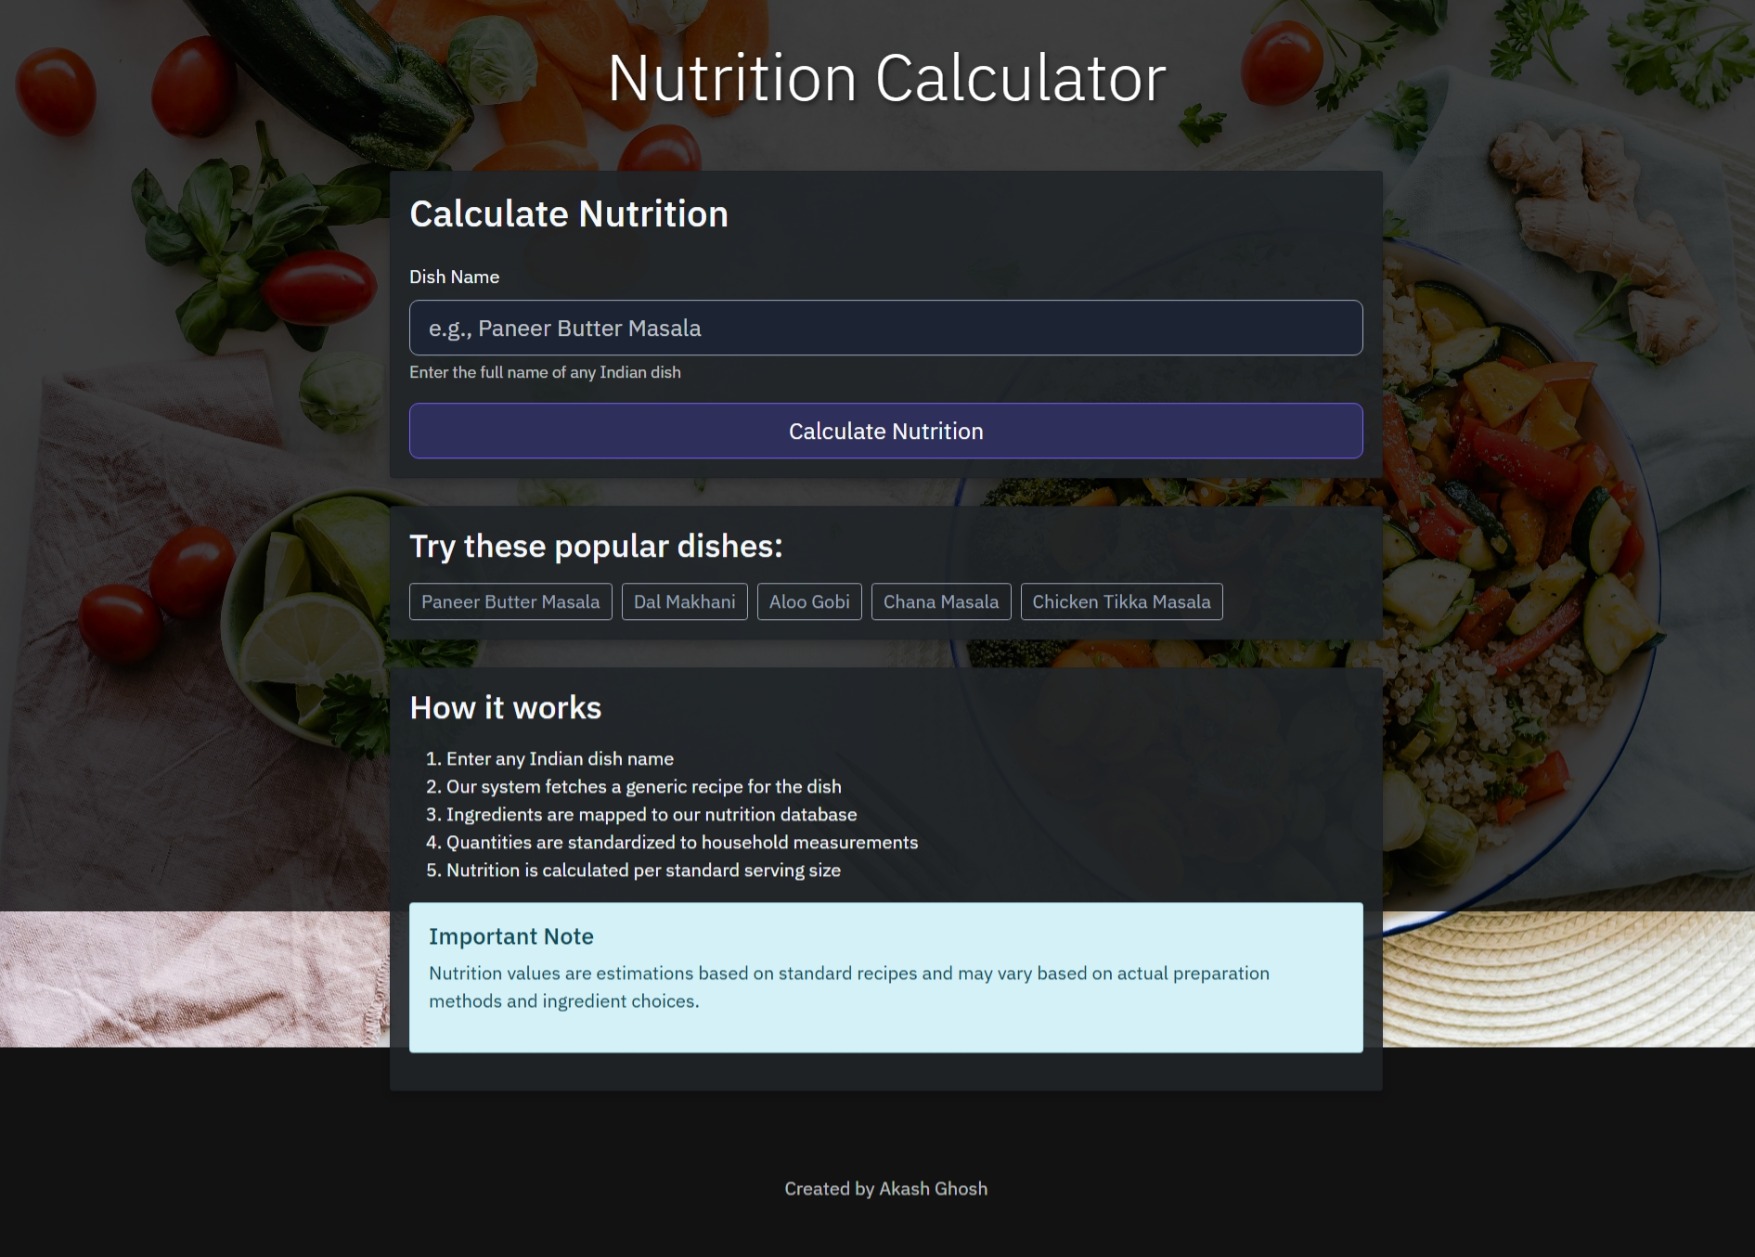 Nutrition Calculator
Calculate Nutrition
Dish Name
e.g., Paneer Butter Masala
Enter the full name of any Indian dish
Calculate Nutrition
Try these popular dishes:
Paneer Butter Masala Dal Makhani Aloo Gobi Chana Masala Chicken Tikka Masala
How it works
1. Enter any Indian dish name
2. Our system fetches a generic recipe for the dish
3. Ingredients are mapped to our nutrition database
4. Quantities are standardized to household measurements
5. Nutrition is calculated per standard serving size
Important Note
Nutrition values are estimations based on standard recipes and may vary based on actual preparation
methods and ingredient choices.
Created by Akash Ghosh